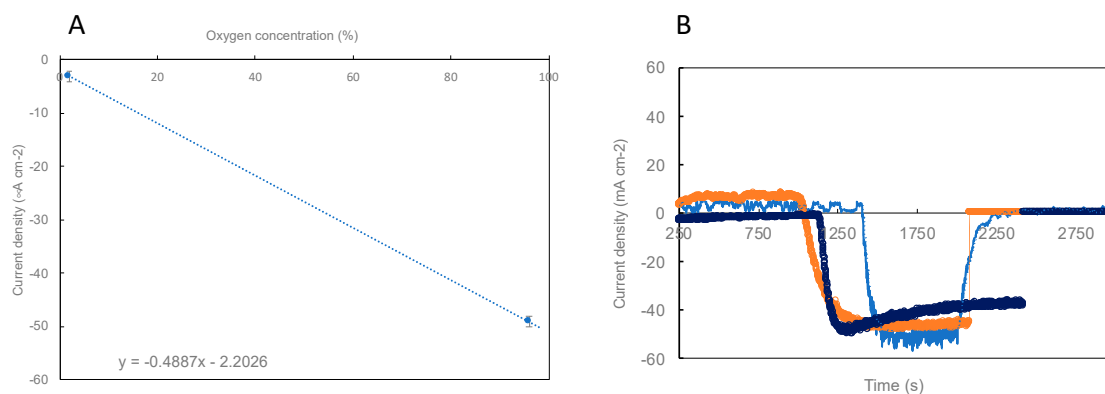 A
Oxygen concentration (%)
0
0 20 40 60 80 100
-10
-20
-30
-40
-50
-60
Current density (∝A cm-2)
y = -0.4887x - 2.2026
B
60
40
20
0
-20
-40
-60
250 750 1250 1750 2250 2750
Current density (mA cm-2)
Time (s)